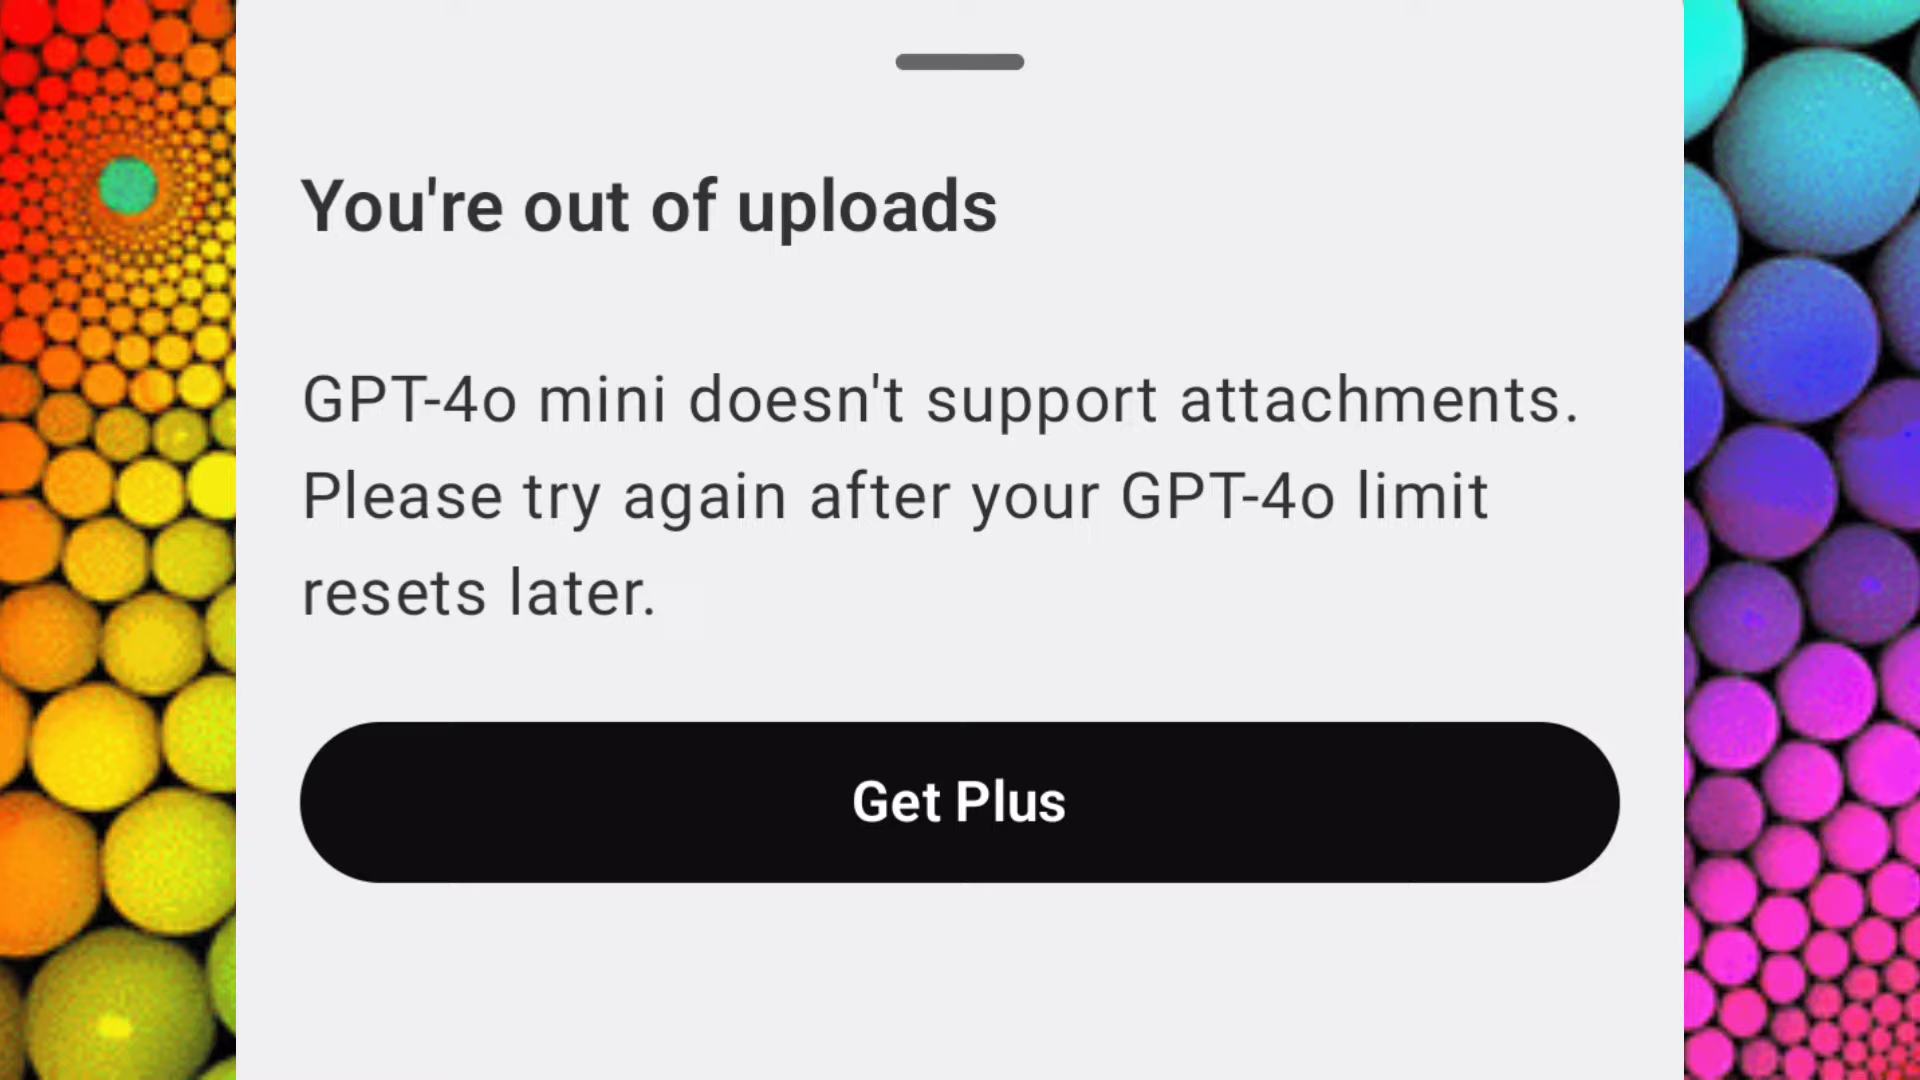 You're out of uploads
GPT-4o mini doesn't support attachments.
Please try again after your GPT-4o limit
resets later.
Get Plus